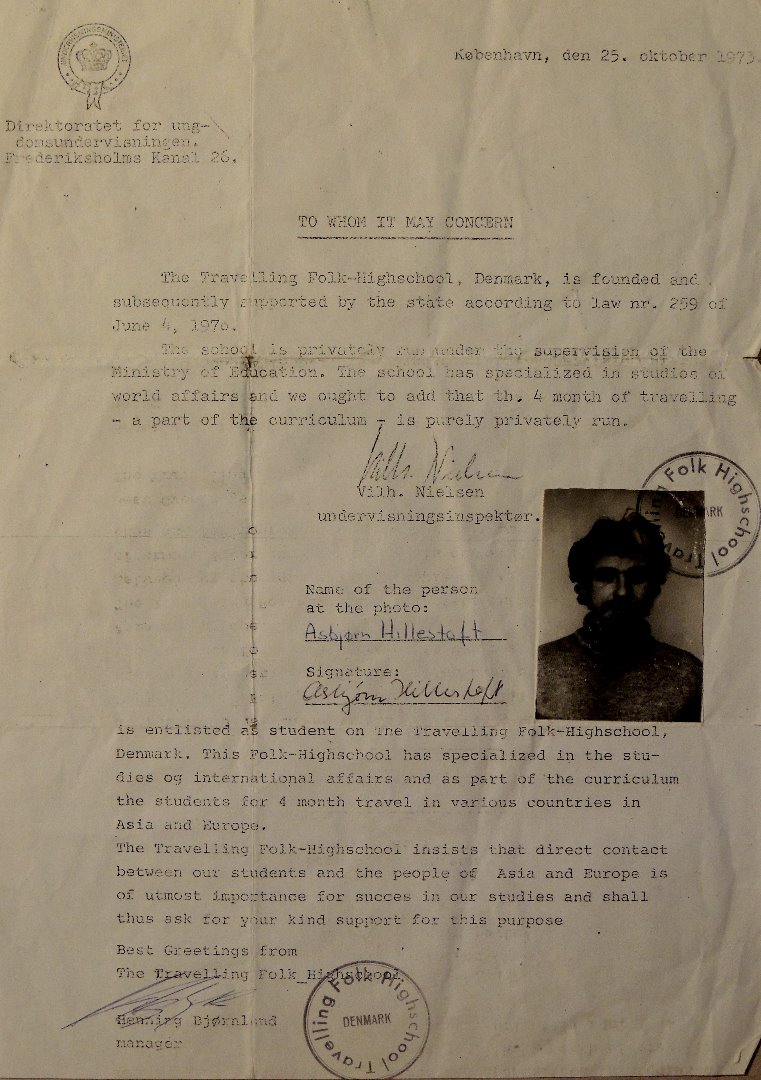 København, den 25. oktober 1973.
Direktoratet for ung-
domsundervisningen.
Frederiksholms Kanal 26.
TO WHOM IT MAY CONCERN
The Travelling Folk-Highschool, Denmark, is founded and
subsequently supported by the state according to law nr. 259 of
June 4, 1970.
The school is privately run under the supervision of the
Ministry of Education. The school has specialized in studies of
world affairs and we ought to add that th. 4 month of travelling
- a part of the curriculum - is purely privately run.
Vilh. Nielsen
Vilh. Nielsen
undervisningsinspektør.
Travelling Folk Highschool
DENMARK
Name of the person
at the photo:
Asbjørn Hillestoft
Signature:
Asbjørn Hillestoft
is entlisted as student on The Travelling Folk-Highschool,
Denmark. This Folk-Highschool has specialized in the stu-
dies og international affairs and as part of the curriculum
the students for 4 month travel in various countries in
Asia and Europe.
The Travelling Folk-Highschool insists that direct contact
between our students and the people of Asia and Europe is
of utmost importance for succes in our studies and shall
thus ask for your kind support for this purpose
Best Greetings from
The Travelling Folk_Highschool.
Henning Bjørnlund
manager
Travelling Folk Highschool
DENMARK